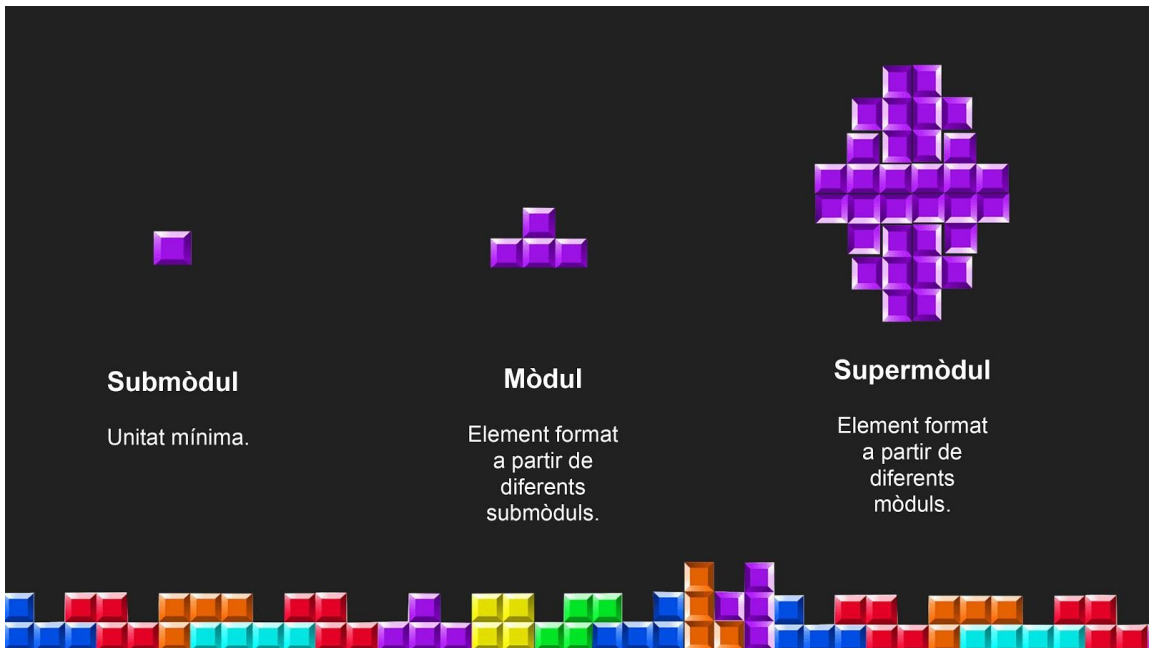 Submòdul
Unitat mínima.
Mòdul
Element format
a partir de
diferents
submòduls.
Supermòdul
Element format
a partir de
diferents
mòduls.